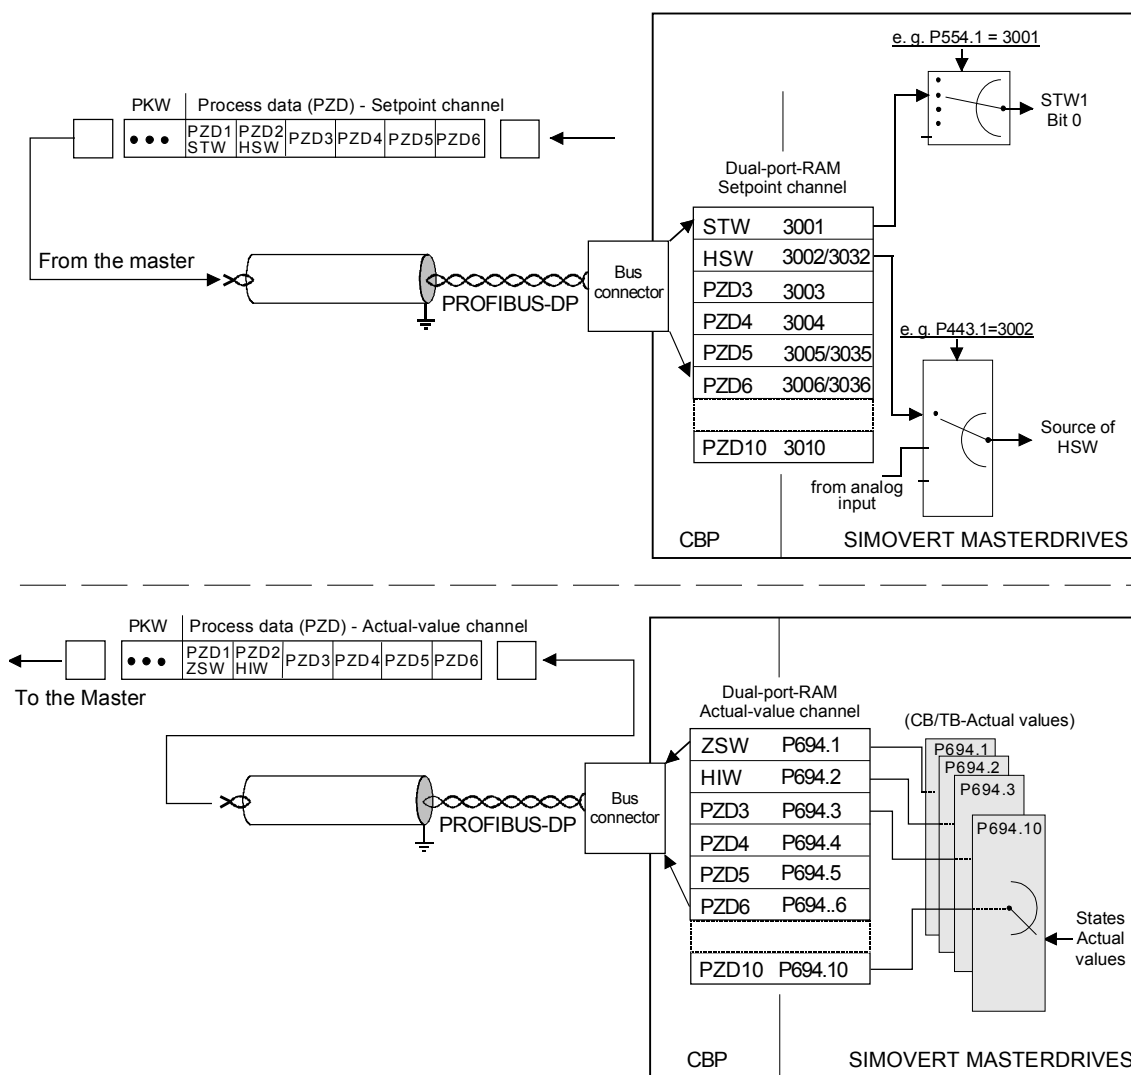 e. g. P554.1 = 3001
PKW Process data (PZD) - Setpoint channel
PZD1 PZD2 PZD3 PZD4 PZD5 PZD6
STW HSW
STW1
Bit 0
Dual-port-RAM
Setpoint channel
STW 3001
HSW 3002/3032
PZD3 3003
PZD4 3004
PZD5 3005/3035
PZD6 3006/3036
PZD10 3010
From the master
PROFIBUS-DP
Bus
connector
e. g. P443.1=3002
Source of
HSW
from analog
input
CBP SIMOVERT MASTERDRIVES
PKW Process data (PZD) - Actual-value channel
PZD1 PZD2 PZD3 PZD4 PZD5 PZD6
ZSW HIW
To the Master
Dual-port-RAM
Actual-value channel
ZSW P694.1
HIW P694.2
PZD3 P694.3
PZD4 P694.4
PZD5 P694.5
PZD6 P694..6
PZD10 P694.10
PROFIBUS-DP
Bus
connector
(CB/TB-Actual values)
P694.1
P694.2
P694.3
P694.10
States
Actual
values
CBP SIMOVERT MASTERDRIVES